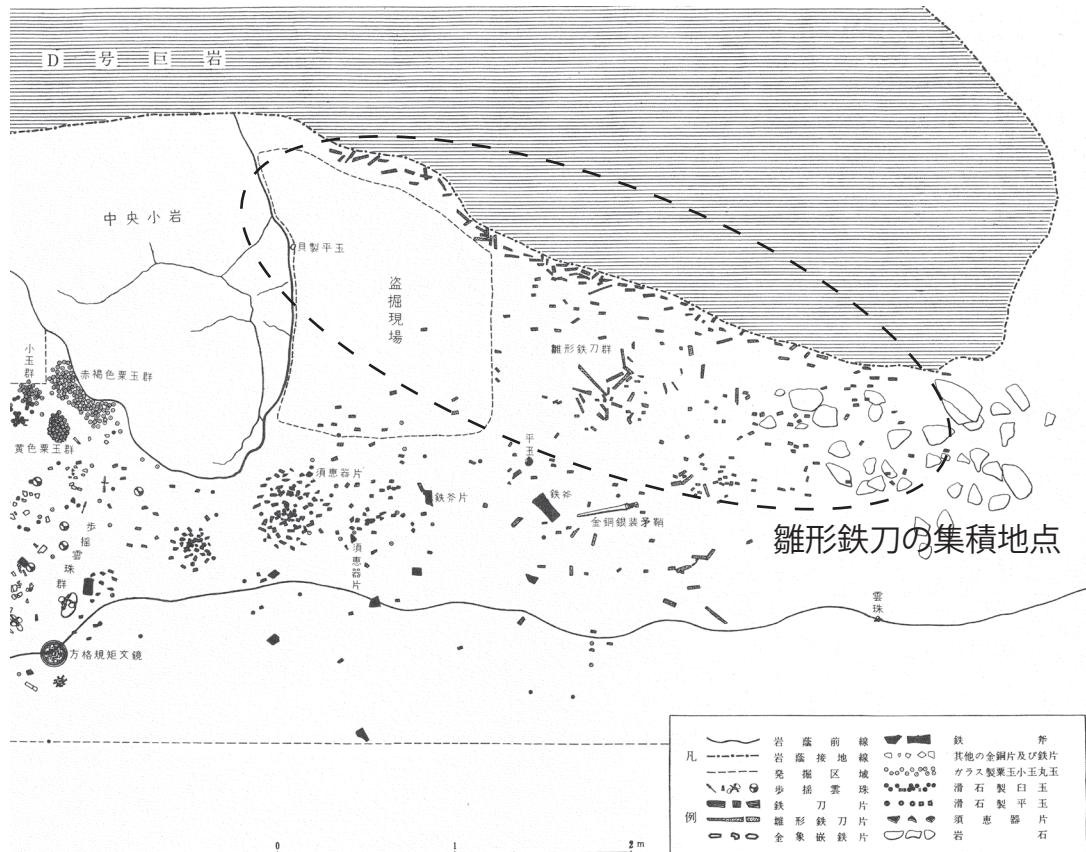 D号巨岩
中央小岩
貝製平玉
盗掘現場
小玉群
赤褐色粟玉群
雛形鉄刀群
黄色粟玉群
平玉
須恵器片
鉄斧片
鉄斧
金銅銀装矛鞘
歩揺雲珠群
須恵器片
雛形鉄刀の集積地点
雲珠
方格規矩文鏡
凡例
岩蔭前線
岩蔭接地線
発掘区域
歩揺雲珠
鉄刀片
雛形鉄刀片
金象嵌鉄片
鉄斧
其他の金銅片及び鉄片
ガラス製粟玉小玉丸玉
滑石製臼玉
滑石製平玉
須恵器片
岩石
0 1 2 m